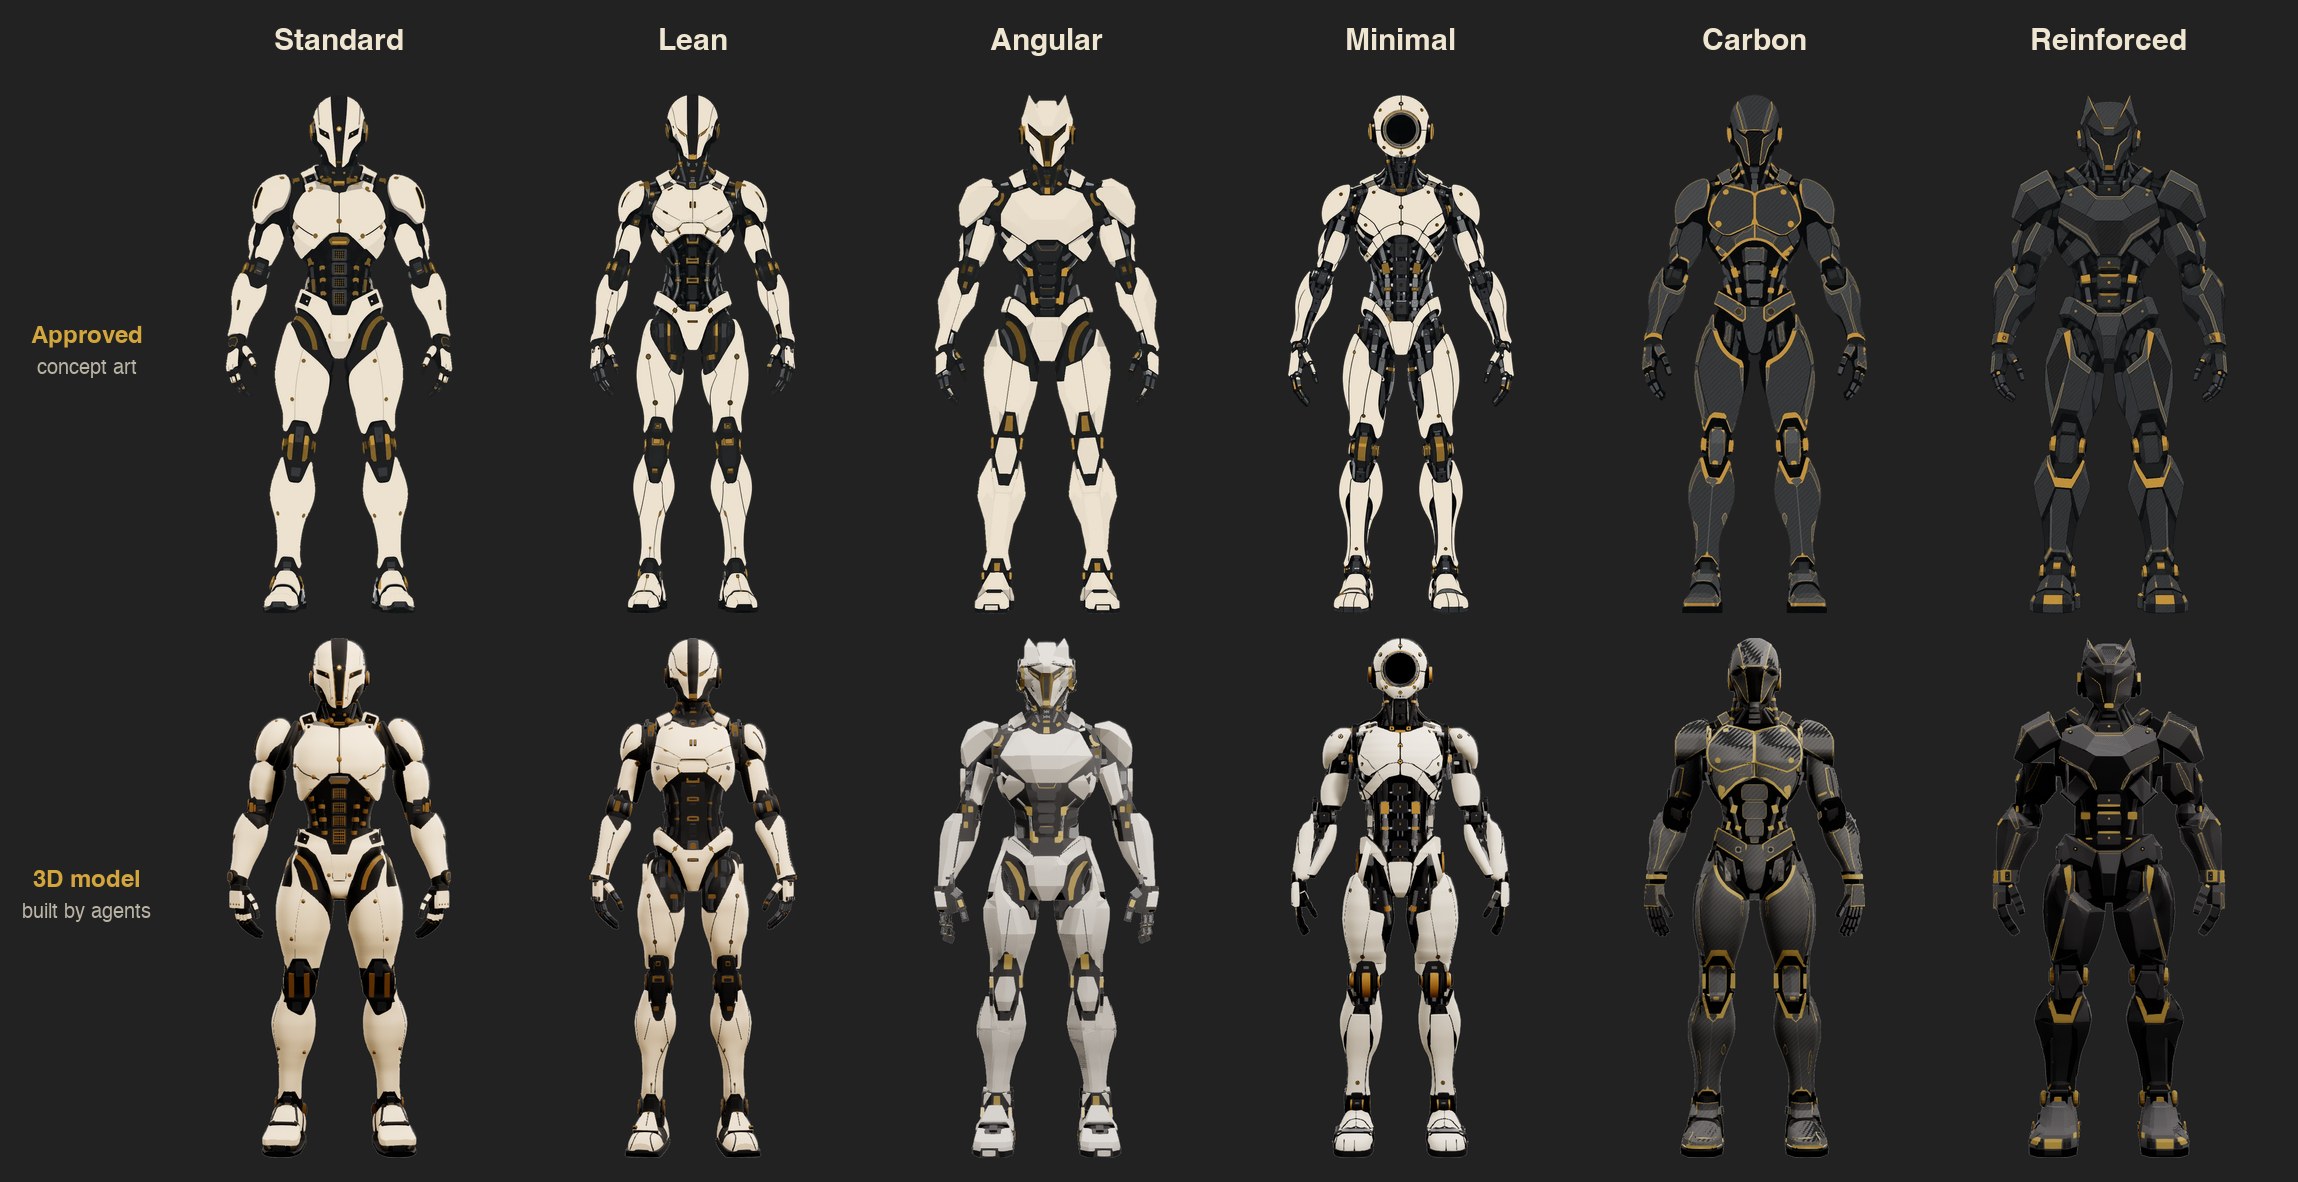 Standard
Lean
Angular
Minimal
Carbon
Reinforced
Approved
concept art
3D model
built by agents